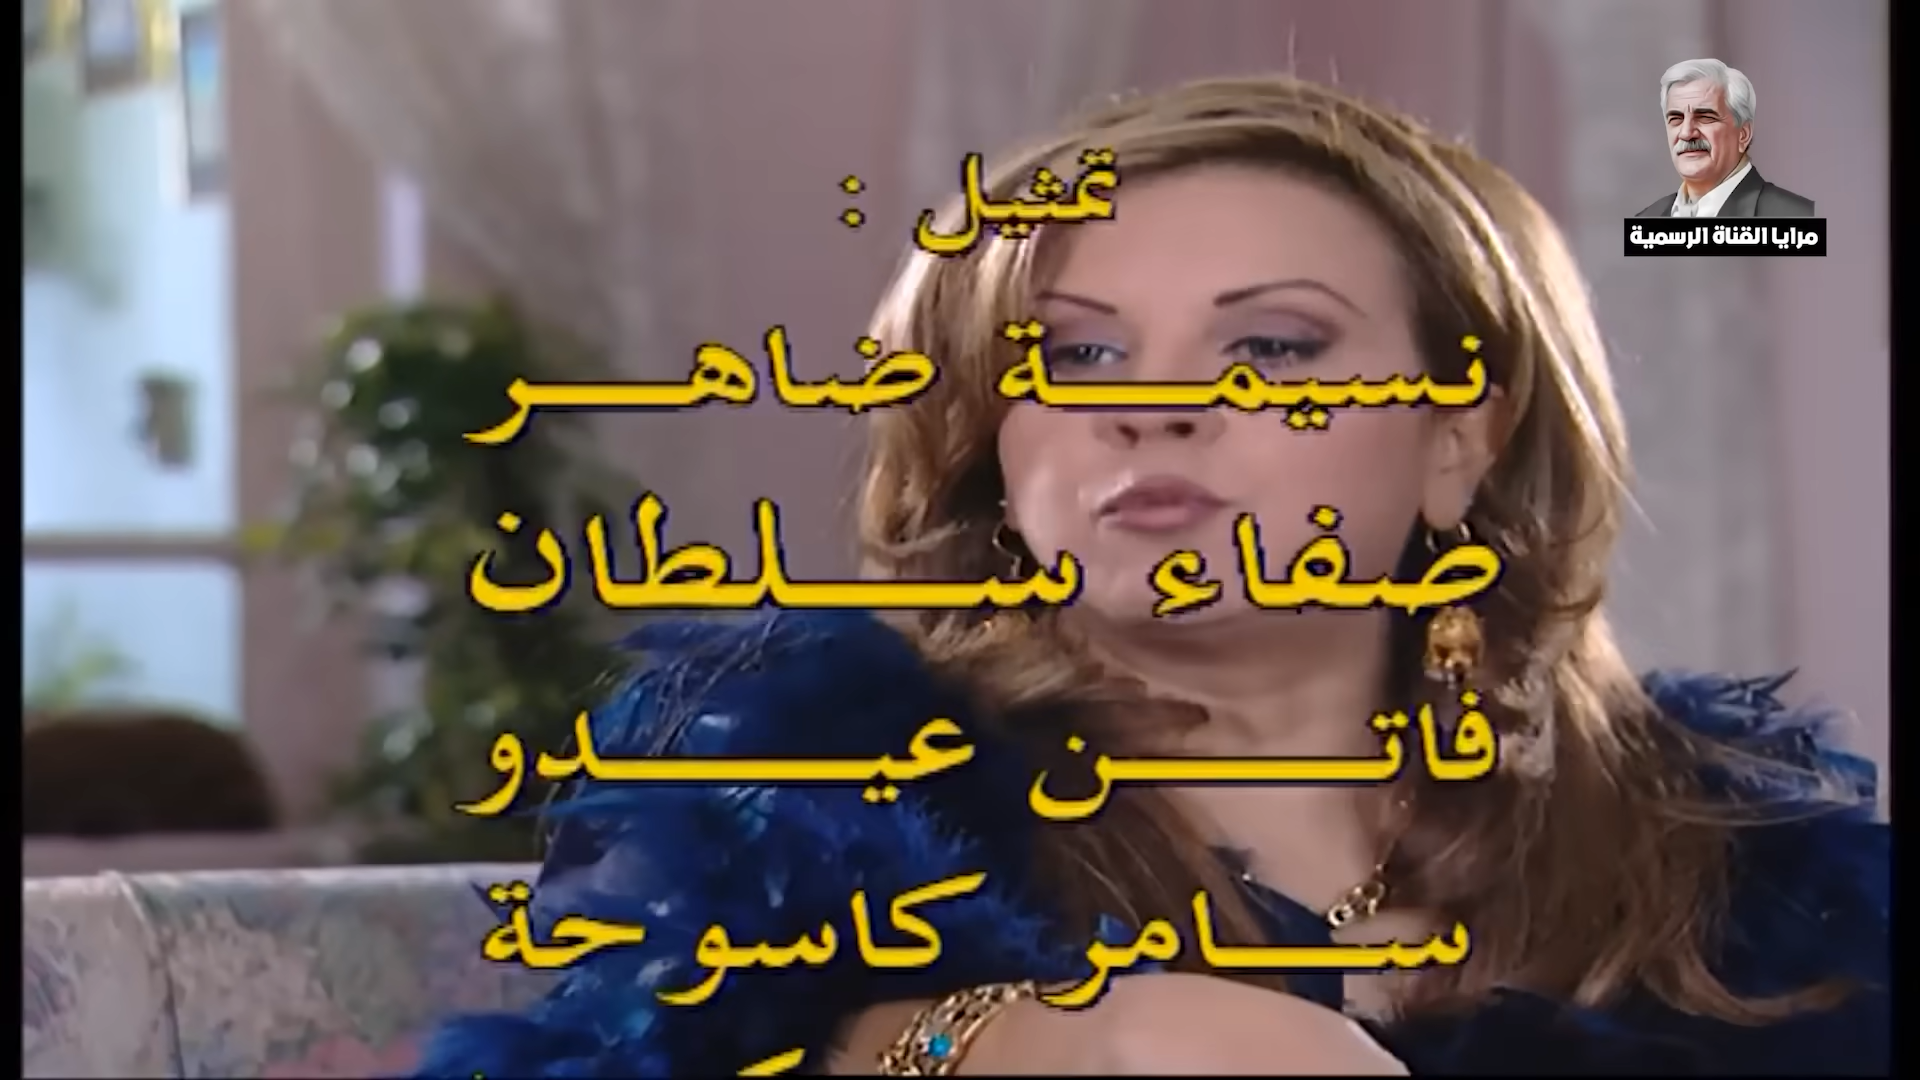 مرايا القناة الرسمية
تمثيل :
نسيمة ضاهر
صفاء سلطان
فاتن عيدو
سامر كاسوحة